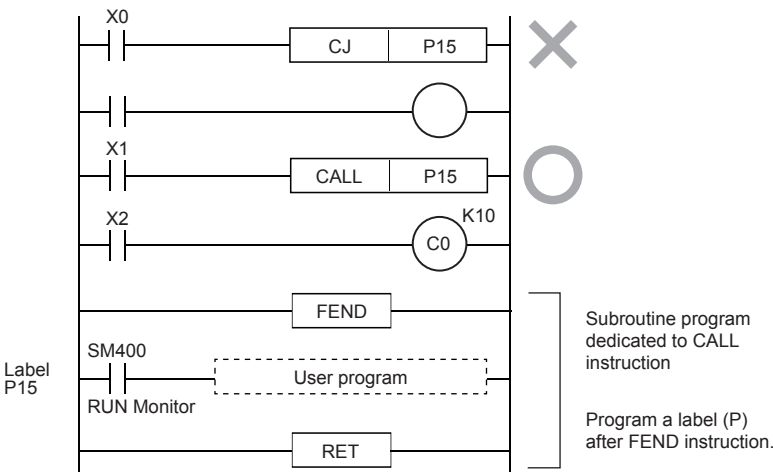 X0
CJ P15
X1
CALL P15
X2
K10
C0
FEND
Subroutine program
dedicated to CALL
instruction
SM400
Label
P15
User program
RUN Monitor
Program a label (P)
after FEND instruction.
RET